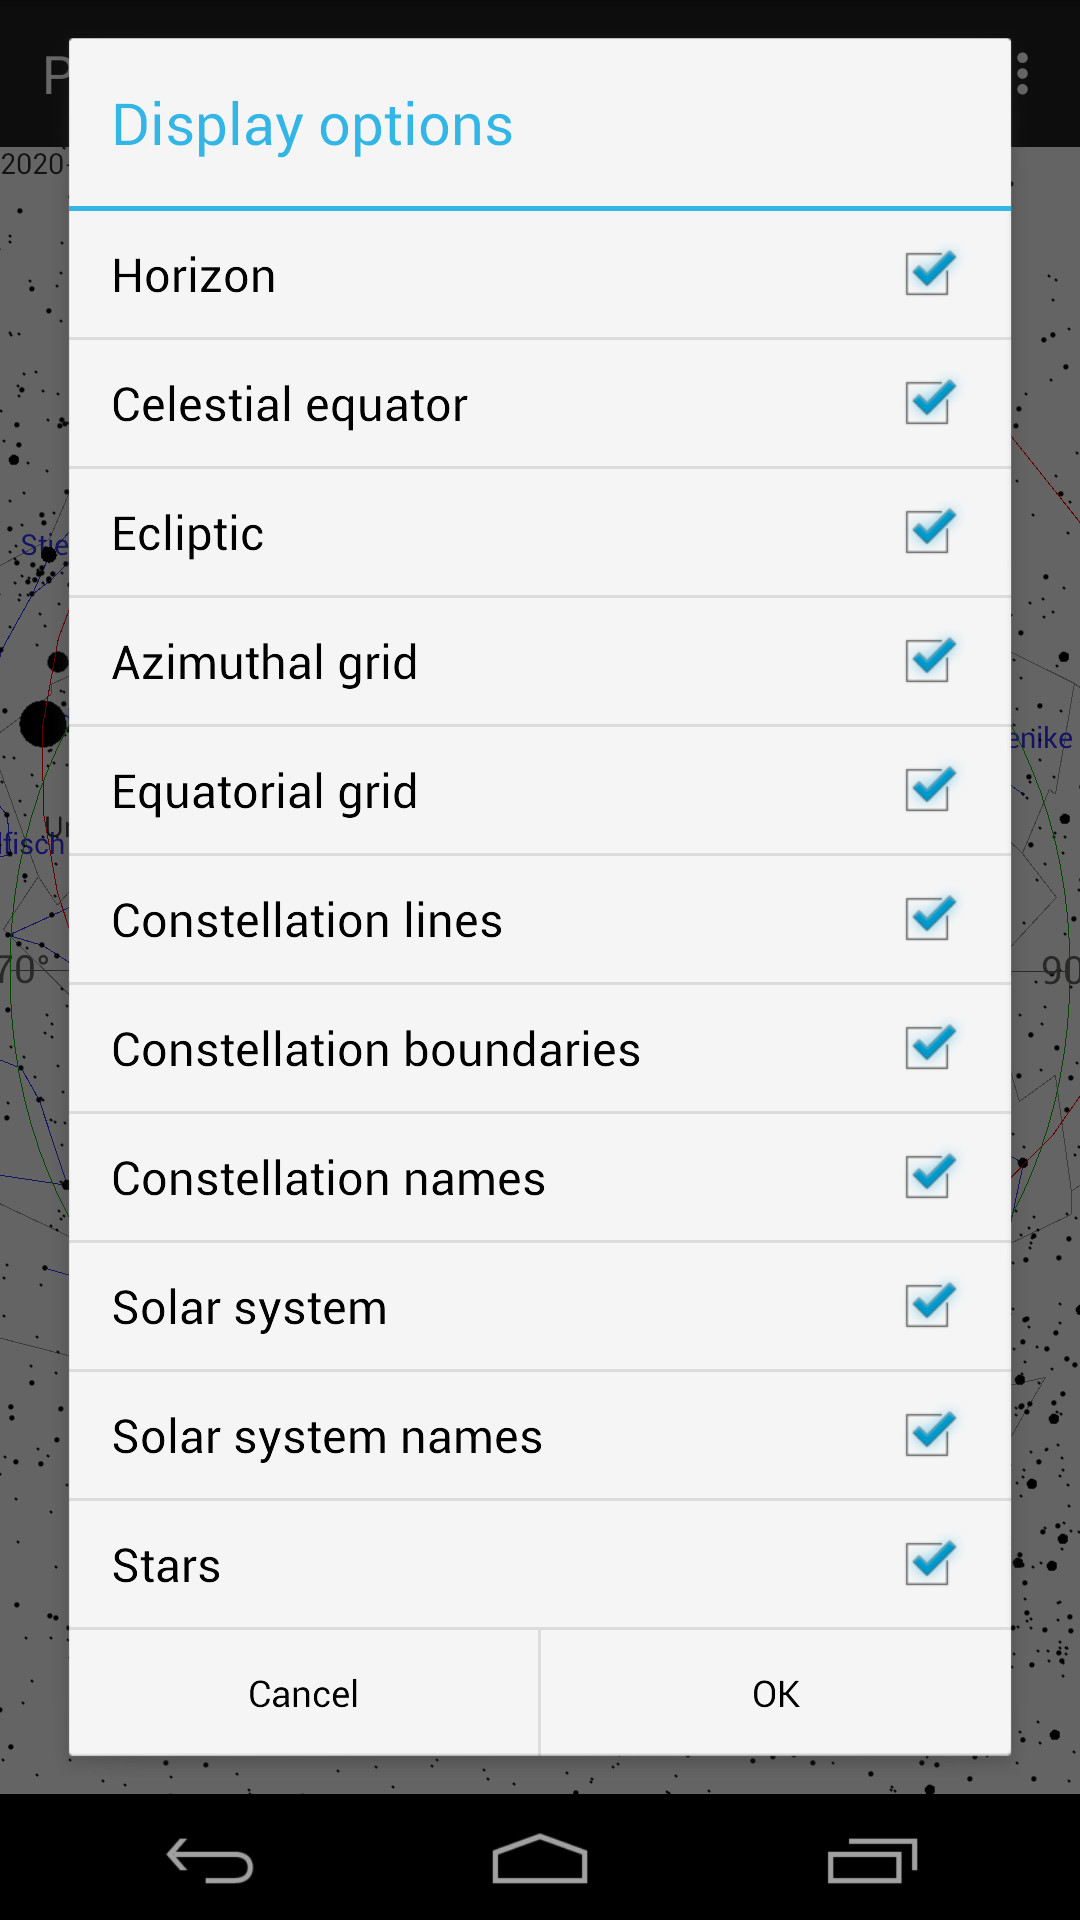 P
2020
Display options
Horizon
Celestial equator
Ecliptic
Stie
Azimuthal grid
enike
Equatorial grid
lfisch
Constellation lines
70°
90
Constellation boundaries
Constellation names
Solar system
Solar system names
Stars
Cancel
OK